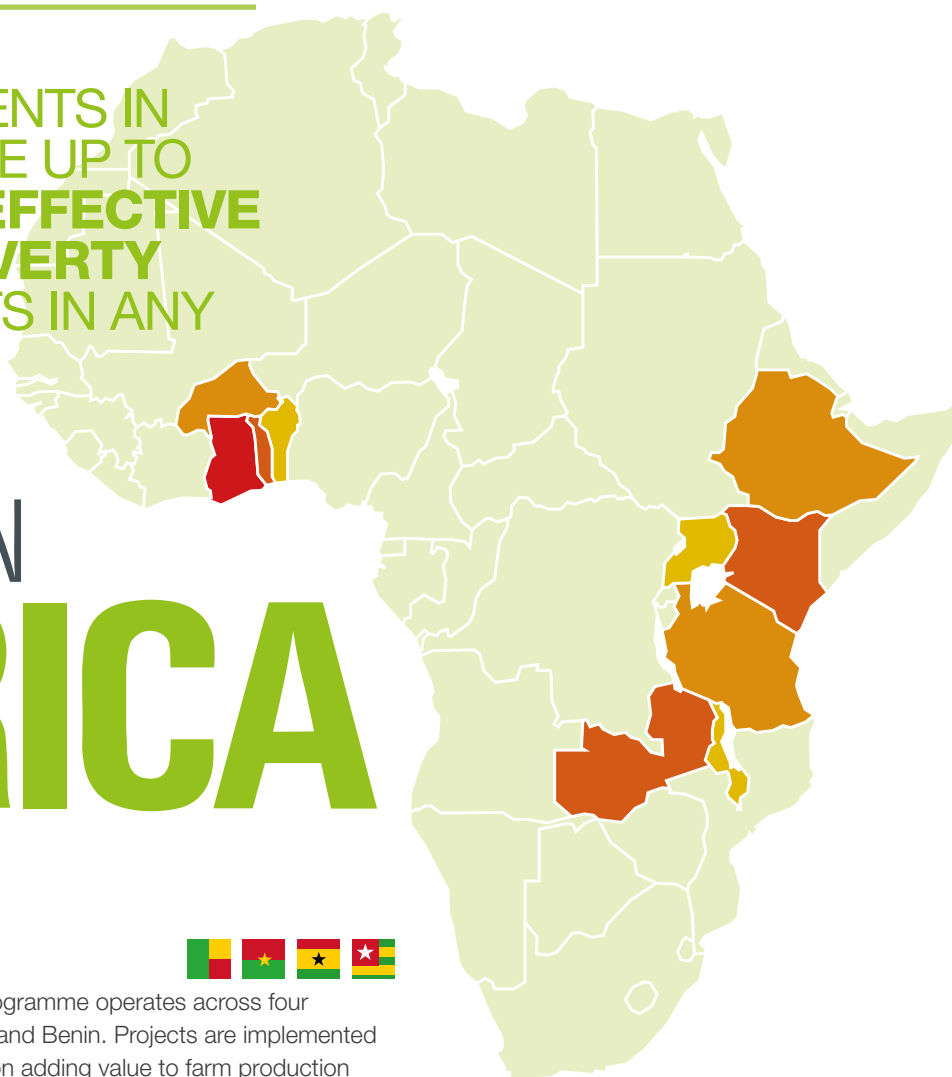 ENTS IN
E UP TO
EFFECTIVE
VERTY
S IN ANY
N
RICA
ogramme operates across four
and Benin. Projects are implemented
on adding value to farm production